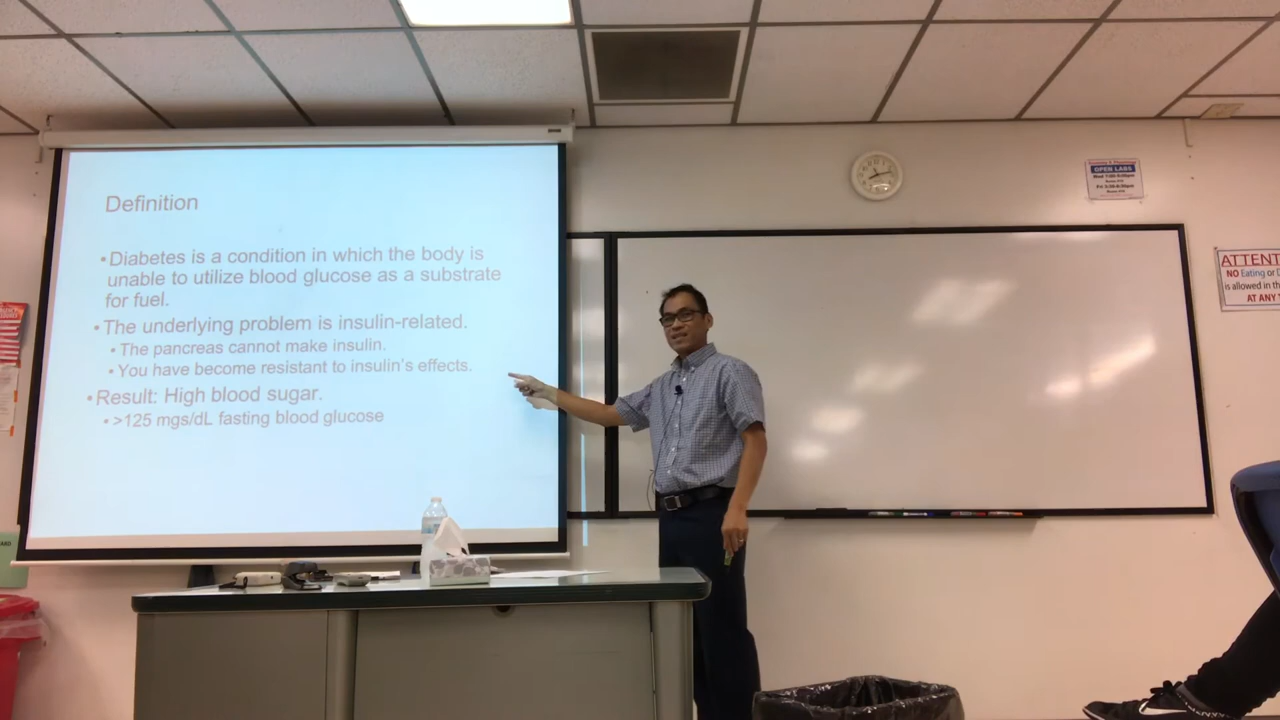 Definition
•Diabetes is a condition in which the body is
unable to utilize blood glucose as a substrate
for fuel.
•The underlying problem is insulin-related.
•The pancreas cannot make insulin.
•You have become resistant to insulin's effects.
•Result: High blood sugar.
•>125 mgs/dL fasting blood glucose
OPEN LABS
ATTENT
NO Eating or D
is allowed in th
AT ANY